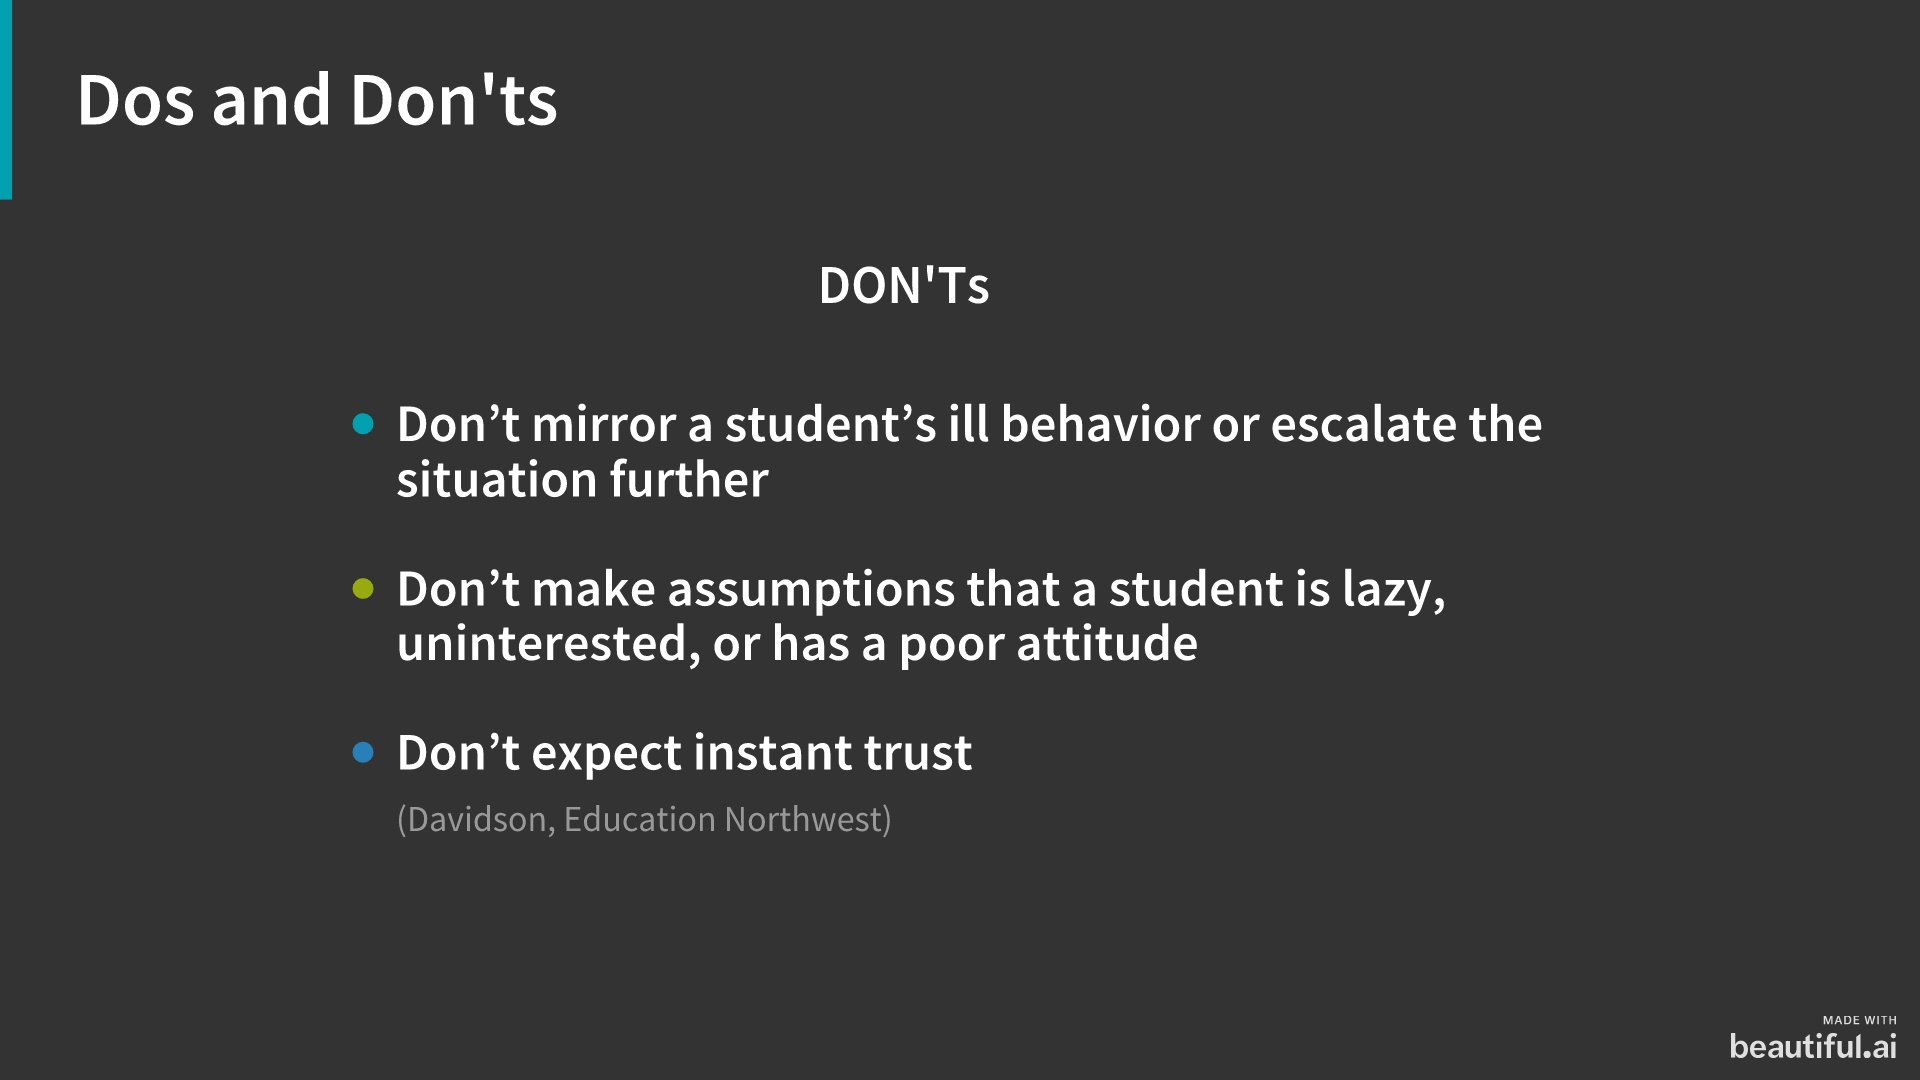 Dos and Don'ts
DON'Ts
Don’t mirror a student’s ill behavior or escalate the
situation further
Don’t make assumptions that a student is lazy,
uninterested, or has a poor attitude
Don’t expect instant trust
(Davidson, Education Northwest)
MADE WITH
beautiful.ai